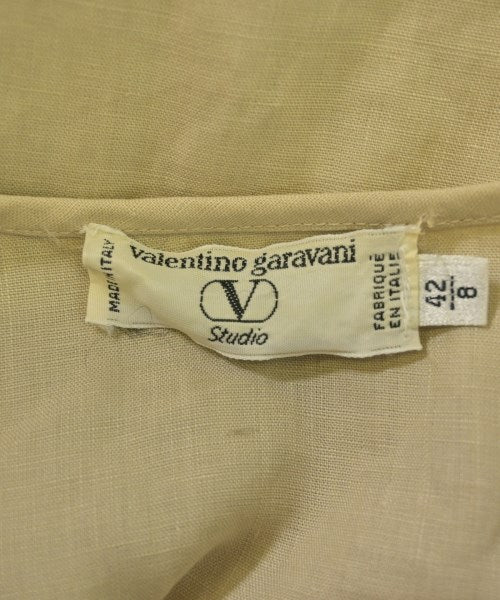 MADE IN ITALY
valentino garavani
V
Studio
FABRIQUÉ
EN ITALIE
42
8